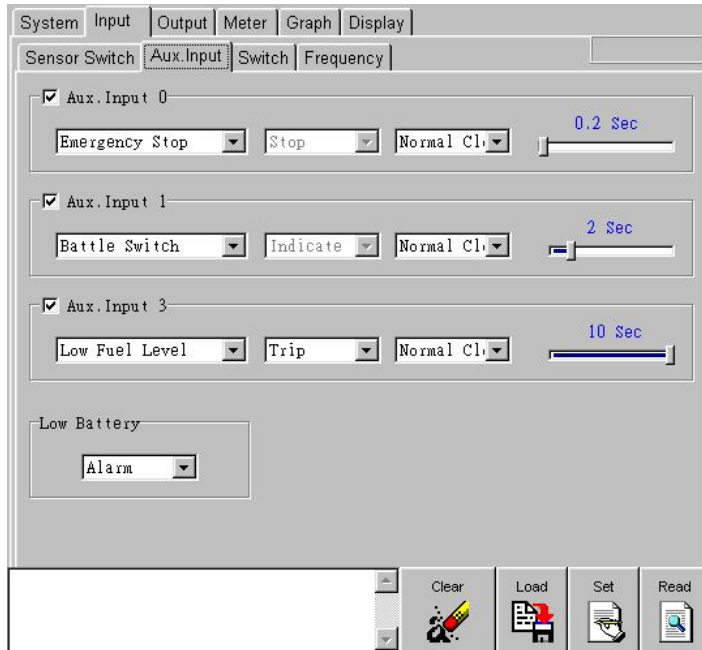 System Input Output Meter Graph Display
Sensor Switch Aux.Input Switch Frequency
Aux.Input 0
Emergency Stop Stop Normal Cl 0.2 Sec
Aux.Input 1
Battle Switch Indicate Normal Cl 2 Sec
Aux.Input 3
Low Fuel Level Trip Normal Cl 10 Sec
Low Battery
Alarm
Clear Load Set Read